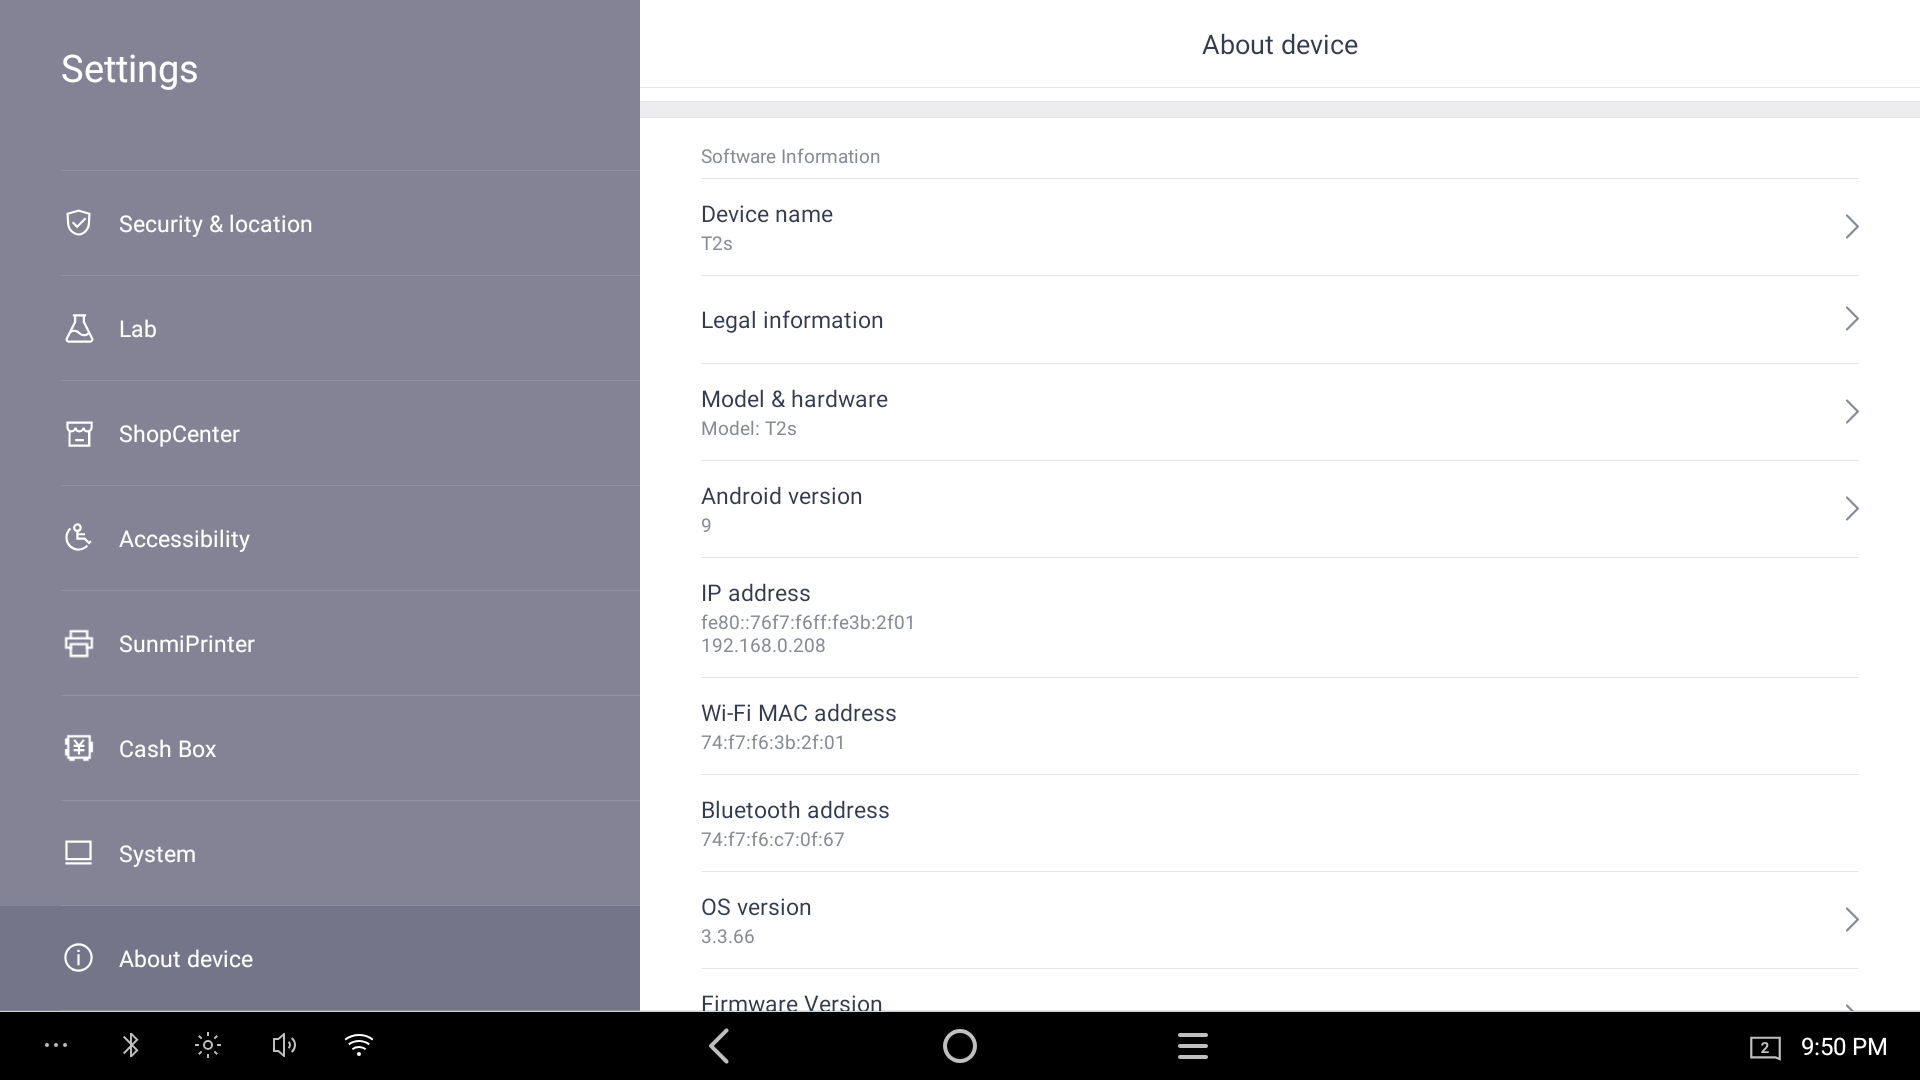 Settings
Security & location
Lab
ShopCenter
Accessibility
SunmiPrinter
Cash Box
System
About device
About device
Software Information
Device name
T2s
Legal information
Model & hardware
Model: T2s
Android version
9
IP address
fe80::76f7:f6ff:fe3b:2f01
192.168.0.208
Wi-Fi MAC address
74:f7:f6:3b:2f:01
Bluetooth address
74:f7:f6:c7:0f:67
OS version
3.3.66
Firmware Version
2
9:50 PM